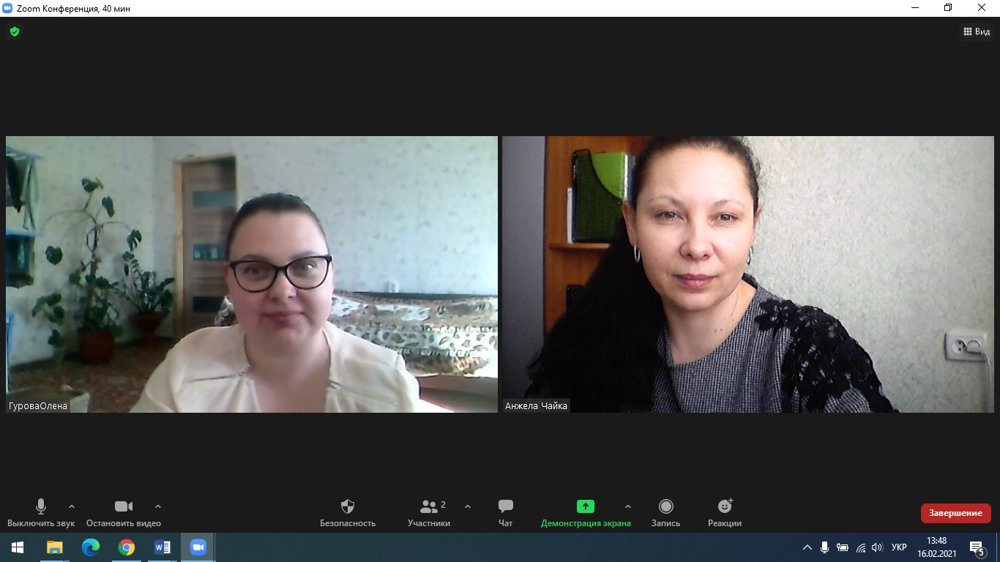 Zoom Конференция, 40 мин
Вид
ГуроваОлена
Анжела Чайка
Выключить звук
Остановить видео
Безопасность
Участники
2
Чат
Демонстрация экрана
Запись
Реакции
Завершение
W
УКР
13:48
16.02.2021
5